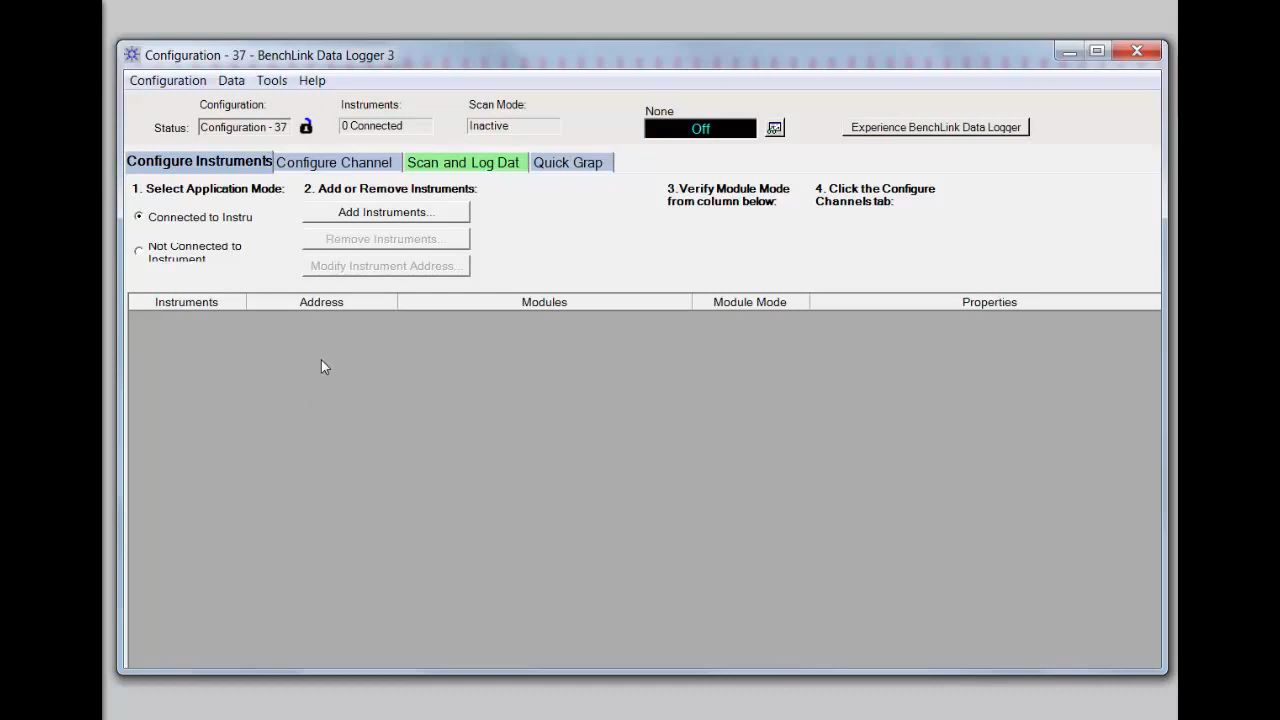 Configuration - 37 - BenchLink Data Logger 3
Configuration Data Tools Help
Configuration: Instruments: Scan Mode: None
Status: Configuration - 37 0 Connected Inactive Off Experience BenchLink Data Logger
Configure Instruments Configure Channel Scan and Log Dat Quick Grap
1. Select Application Mode: 2. Add or Remove Instruments: 3. Verify Module Mode 4. Click the Configure
from column below: Channels tab:
Connected to Instru Add Instruments...
Remove Instruments...
Not Connected to
Instrument
Modify Instrument Address...
Instruments Address Modules Module Mode Properties